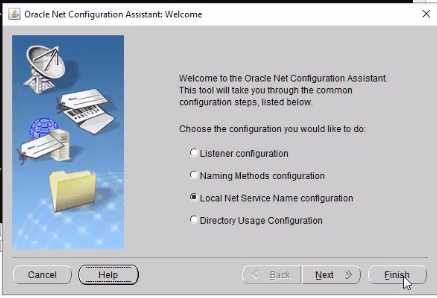 Oracle Net Configuration Assistant: Welcome
Welcome to the Oracle Net Configuration Assistant.
This tool will take you through the common
configuration steps, listed below.
Choose the configuration you would like to do:
Listener configuration
Naming Methods configuration
Local Net Service Name configuration
Directory Usage Configuration
Cancel Help Back Next Finish